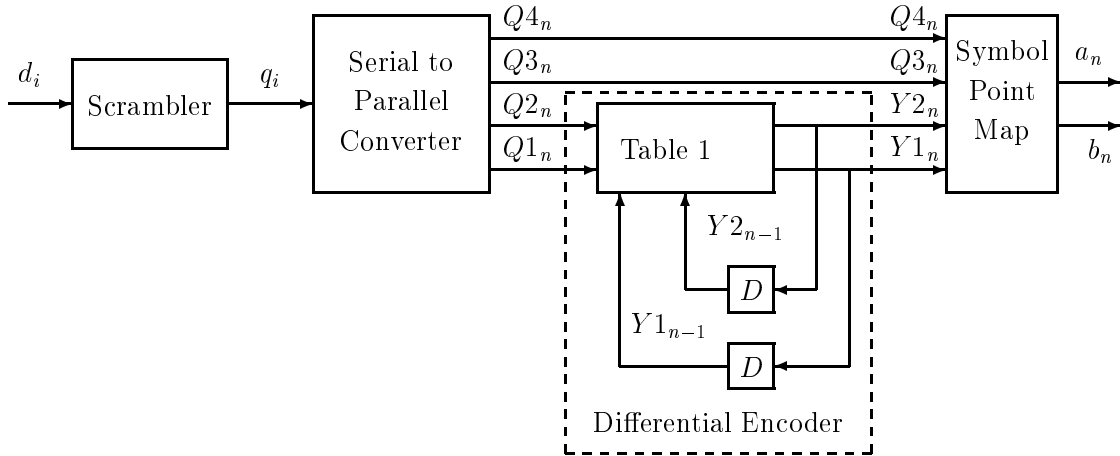 d_i
Scrambler
q_i
Serial to
Parallel
Converter
Q4_n
Q3_n
Q2_n
Q1_n
Table 1
Y2_{n-1}
D
Y1_{n-1}
D
Differential Encoder
Q4_n
Q3_n
Y2_n
Y1_n
Symbol
Point
Map
a_n
b_n